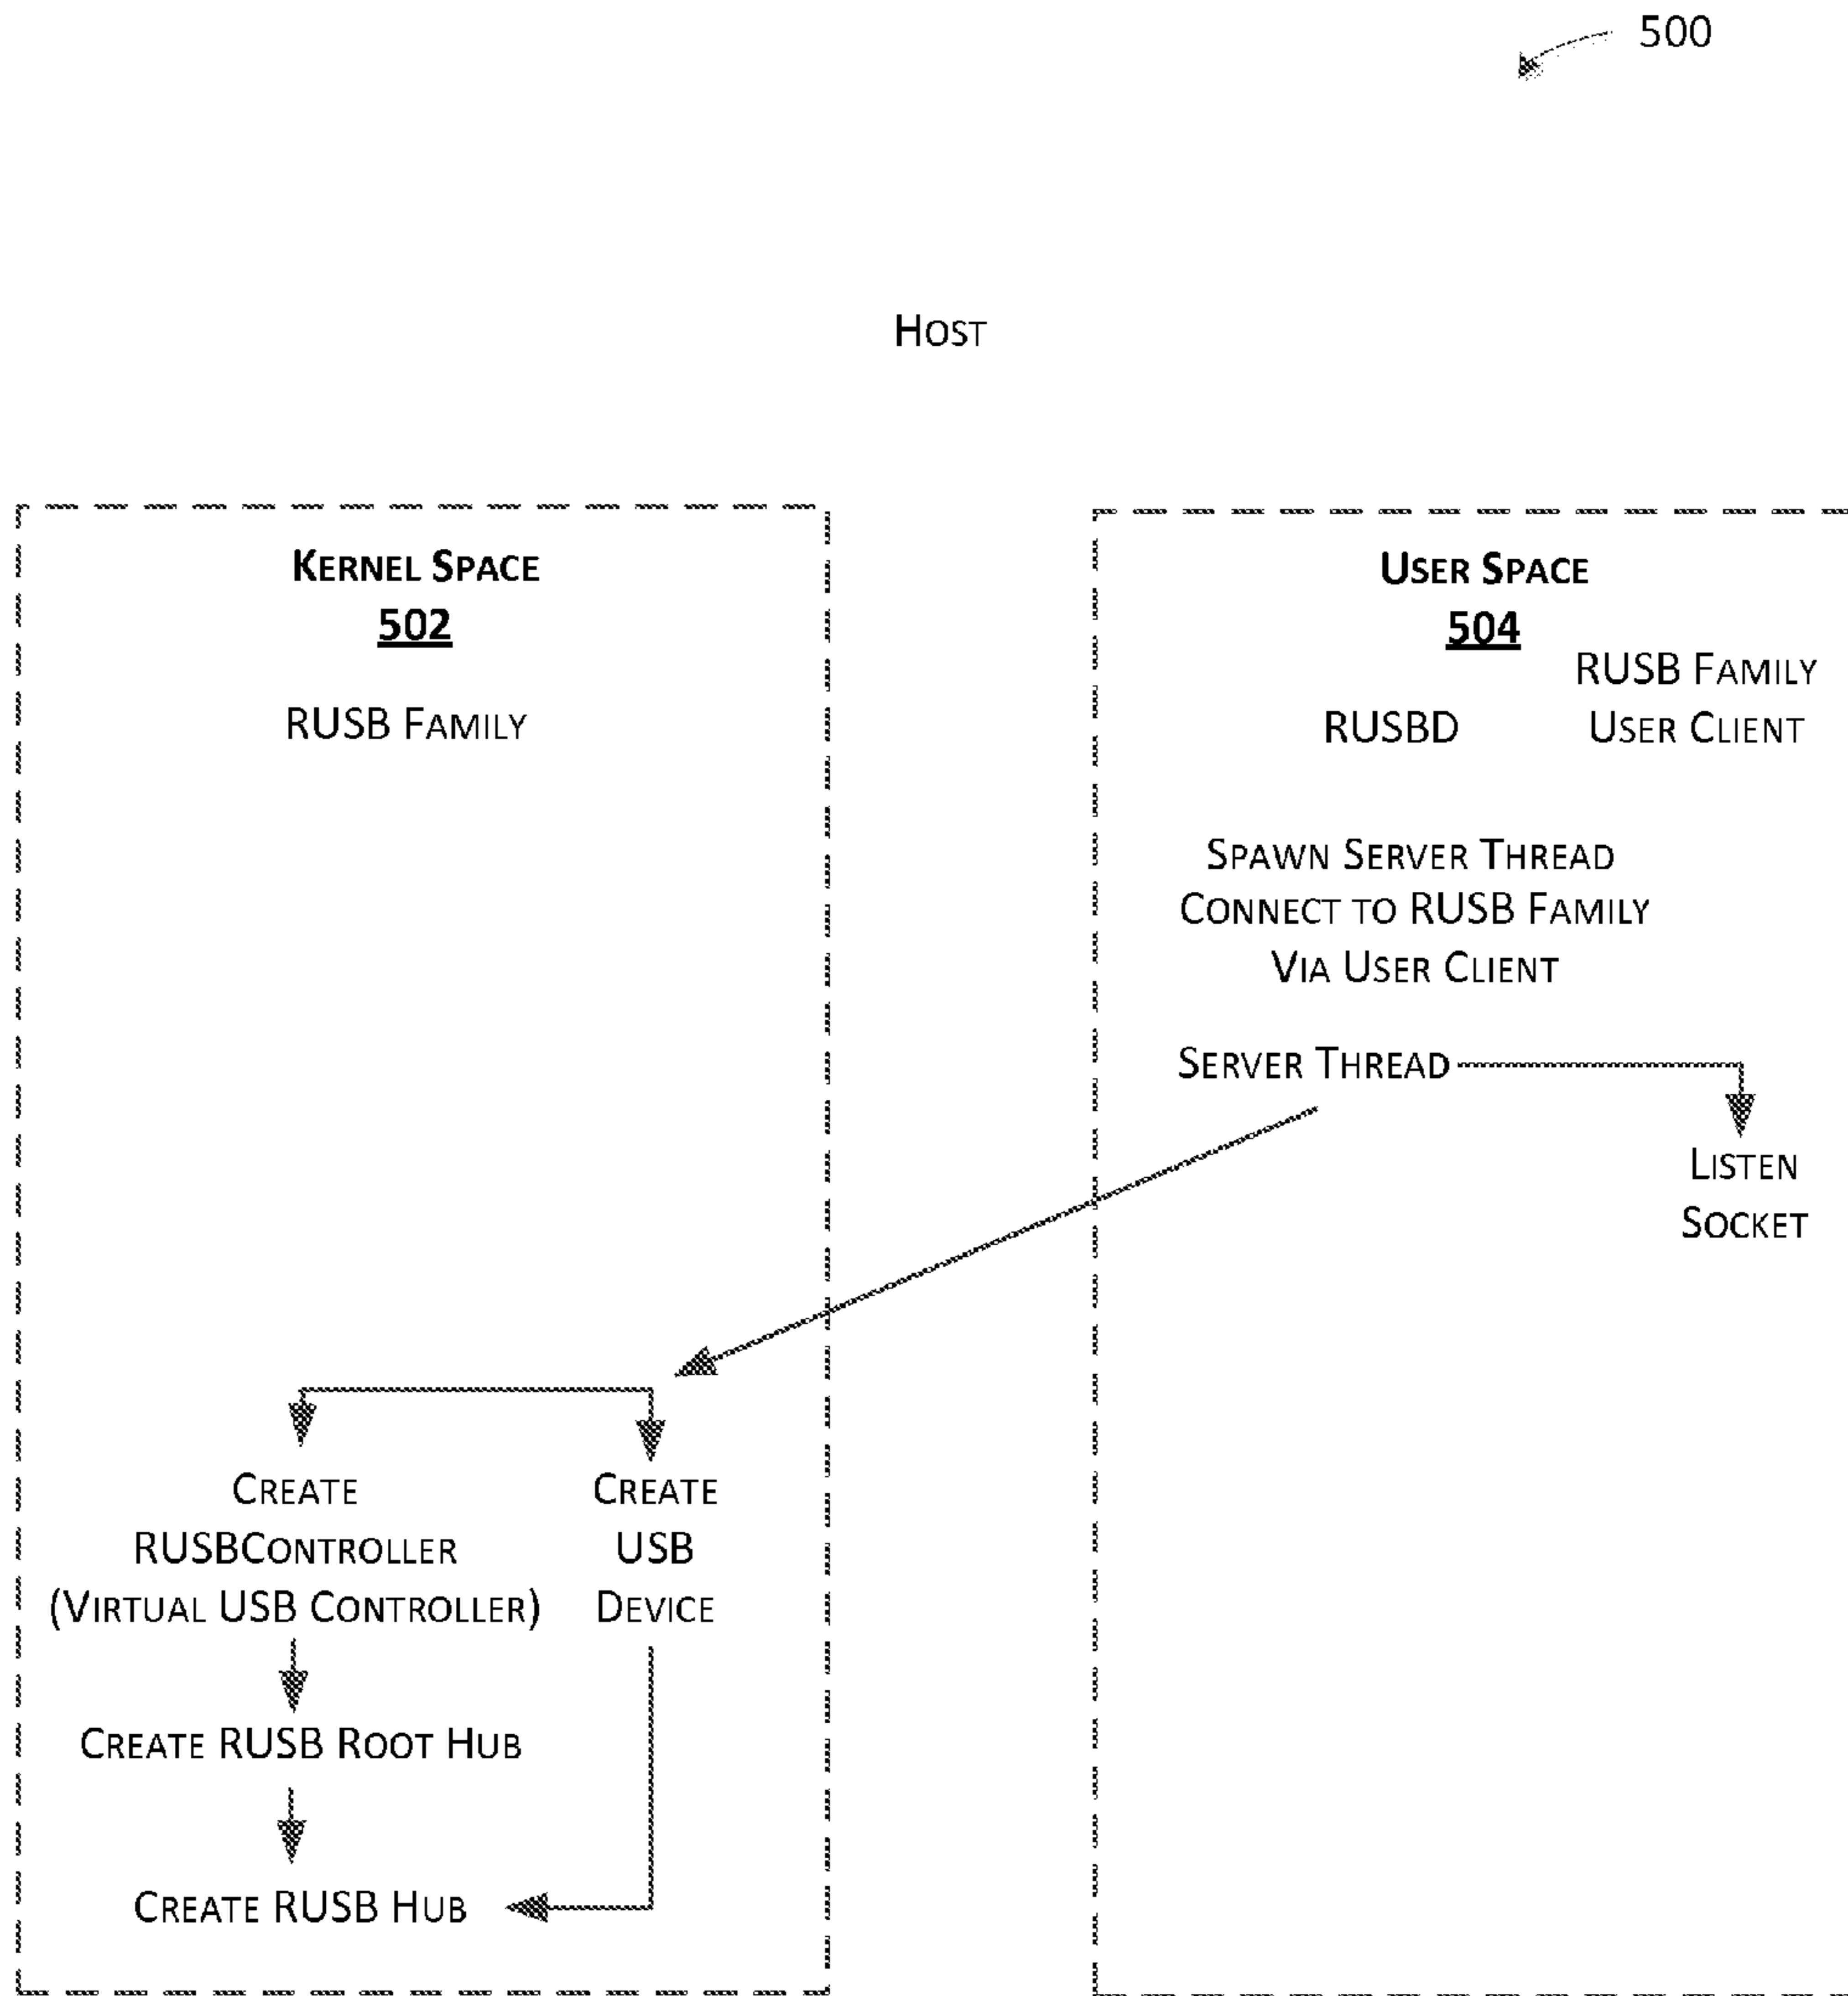 500
HOST
KERNEL SPACE
502
RUSB FAMILY
USER SPACE
504
RUSBD
RUSB FAMILY
USER CLIENT
SPAWN SERVER THREAD
CONNECT TO RUSB FAMILY
VIA USER CLIENT
SERVER THREAD
LISTEN
SOCKET
CREATE
RUSBCONTROLLER
(VIRTUAL USB CONTROLLER)
CREATE
USB
DEVICE
CREATE RUSB ROOT HUB
CREATE RUSB HUB